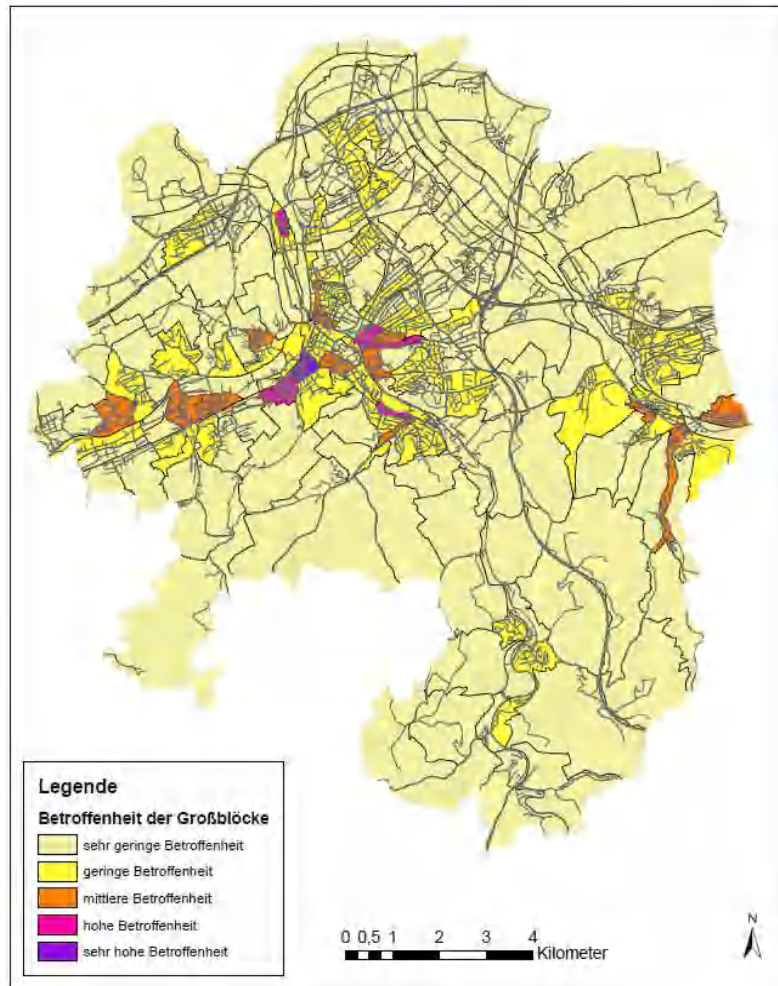 Legende
Betroffenheit der Großblöcke
sehr geringe Betroffenheit
geringe Betroffenheit
mittlere Betroffenheit
hohe Betroffenheit
sehr hohe Betroffenheit
0 0,5 1 2 3 4
Kilometer
N